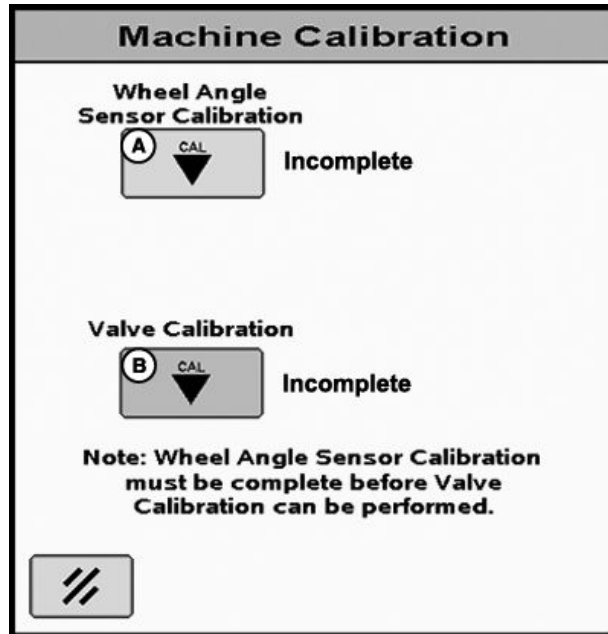 Machine Calibration
Wheel Angle
Sensor Calibration
A
CAL
Incomplete
Valve Calibration
B
CAL
Incomplete
Note: Wheel Angle Sensor Calibration
must be complete before Valve
Calibration can be performed.